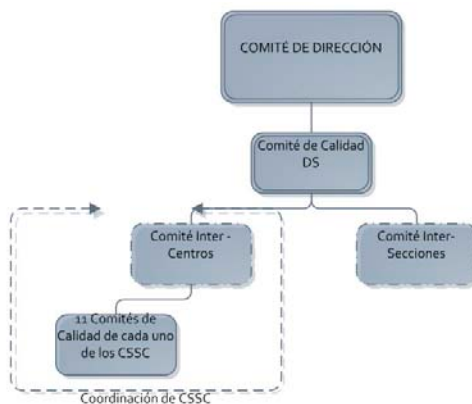 COMITÉ DE DIRECCIÓN
Comité de Calidad
DS
Comité Inter -
Centros
Comité Inter-
Secciones
11 Comités de
Calidad de cada uno
de los CSSC
Coordinación de CSSC